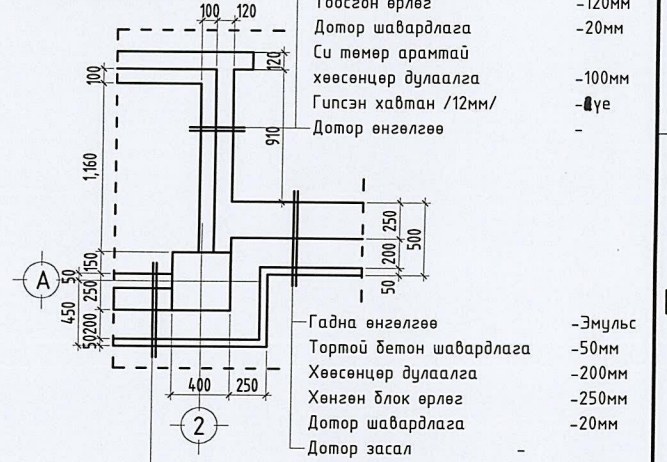 100 120
Тоосгон өрлөг -120мм
Дотор шавардлага -20мм
Си төмөр арамтай
хөөсөнцөр дулаалга -100мм
Гипсэн хавтан /12мм/ -2үе
Дотор өнгөлгөө -
120
100
910
1,160
250
200
500
50
150
А
50
250
450
200
50
400 250
2
Гадна өнгөлгөө -Эмульс
Тортой бетон шавардлага -50мм
Хөөсөнцөр дулаалга -200мм
Хөнгөн блок өрлөг -250мм
Дотор шавардлага -20мм
Дотор засал -